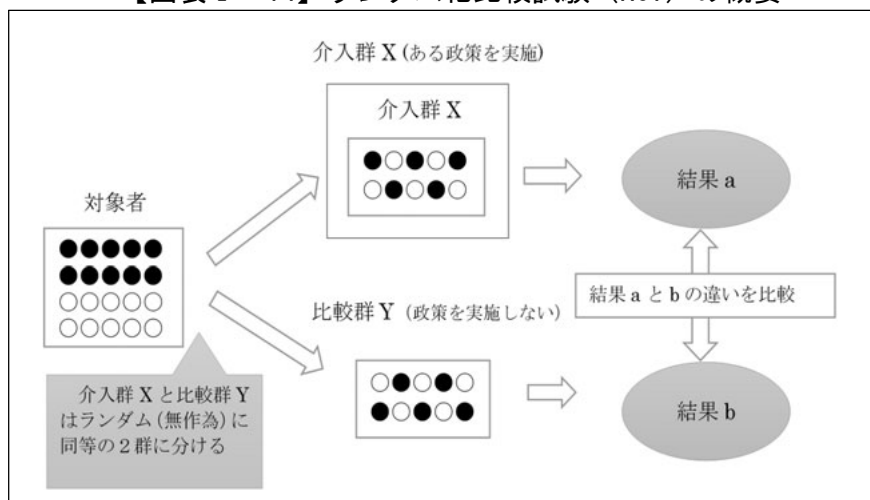 介入群 X (ある政策を実施)
介入群 X
対象者
結果 a
結果 a と b の違いを比較
比較群 Y (政策を実施しない)
介入群 X と比較群 Y
はランダム(無作為)に
同等の2群に分ける
結果 b